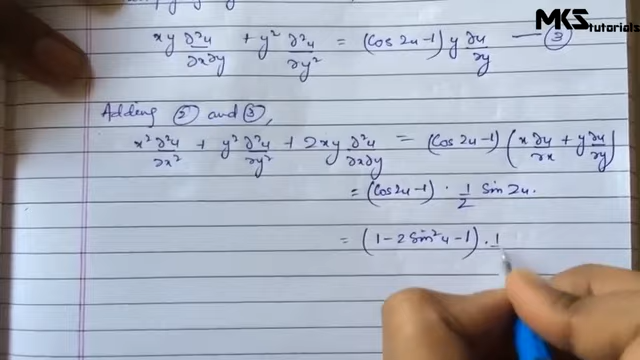 MKS tutorials
xy ∂²u/∂x∂y + y² ∂²u/∂y² = (Cos 2u-1) y ∂u/∂y — ③
Adding ② and ③,
x² ∂²u/∂x² + y² ∂²u/∂y² + 2xy ∂²u/∂x∂y = (Cos 2u-1) (x ∂u/∂x + y ∂u/∂y)
= (Cos 2u-1) · 1/2 Sin 2u.
= (1-2 Sin²u-1) · 1